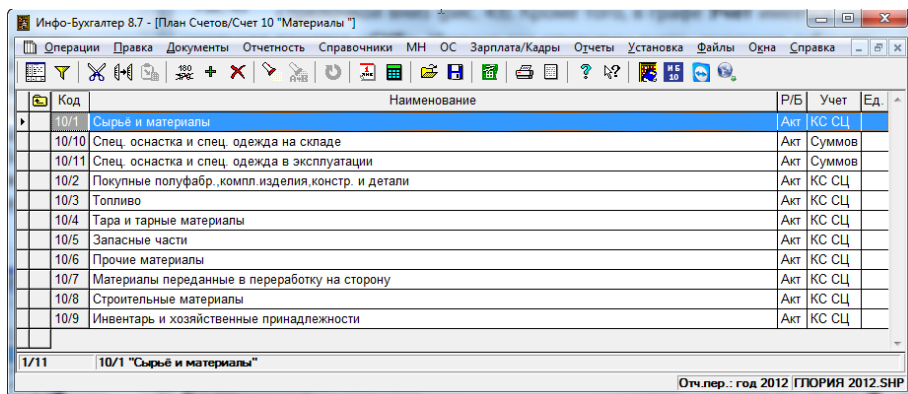 Инфо-Бухгалтер 8.7 - [План Счетов/Счет 10 "Материалы "]
Операции Правка Документы Отчетность Справочники МН ОС Зарплата/Кадры Отчеты Установка Файлы Окна Справка
Код Наименование Р/Б Учет Ед.
10/1 Сырьё и материалы Акт КС СЦ
10/10 Спец. оснастка и спец. одежда на складе Акт Суммов
10/11 Спец. оснастка и спец. одежда в эксплуатации Акт Суммов
10/2 Покупные полуфабр.,компл.изделия,констр. и детали Акт КС СЦ
10/3 Топливо Акт КС СЦ
10/4 Тара и тарные материалы Акт КС СЦ
10/5 Запасные части Акт КС СЦ
10/6 Прочие материалы Акт КС СЦ
10/7 Материалы переданные в переработку на сторону Акт КС СЦ
10/8 Строительные материалы Акт КС СЦ
10/9 Инвентарь и хозяйственные принадлежности Акт КС СЦ
1/11 10/1 "Сырьё и материалы"
Отч.пер.: год 2012 ГЛОРИЯ 2012.SHP